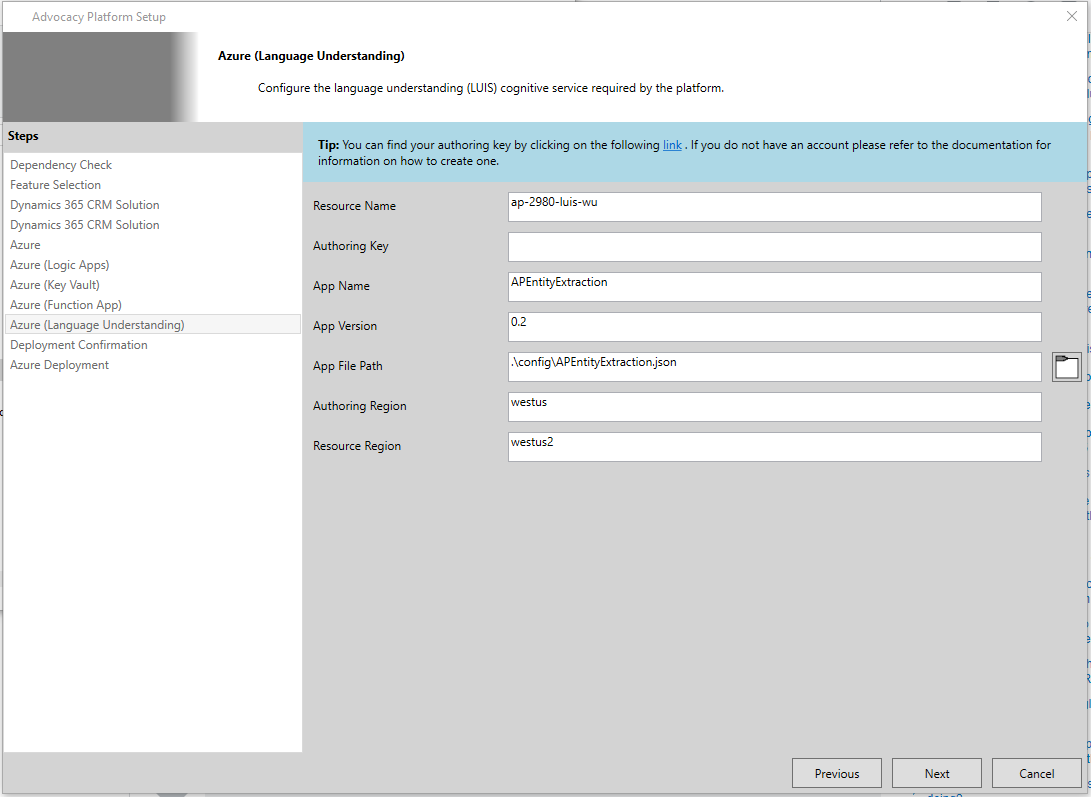 Advocacy Platform Setup
Azure (Language Understanding)
Configure the language understanding (LUIS) cognitive service required by the platform.
Steps
Dependency Check
Feature Selection
Dynamics 365 CRM Solution
Dynamics 365 CRM Solution
Azure
Azure (Logic Apps)
Azure (Key Vault)
Azure (Function App)
Azure (Language Understanding)
Deployment Confirmation
Azure Deployment
Tip: You can find your authoring key by clicking on the following link . If you do not have an account please refer to the documentation for
information on how to create one.
Resource Name
ap-2980-luis-wu
Authoring Key
App Name
APEntityExtraction
App Version
0.2
App File Path
.\config\APEntityExtraction.json
Authoring Region
westus
Resource Region
westus2
Previous
Next
Cancel